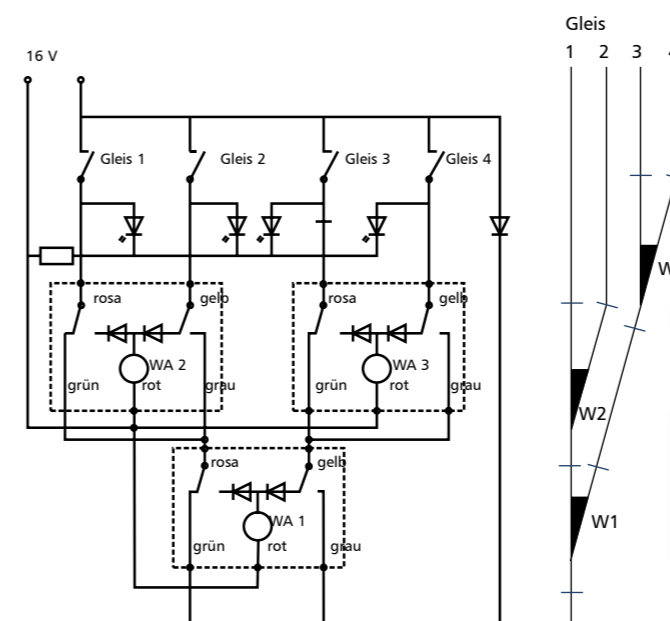 Gleis
1 2 3
16 V
Gleis 1 Gleis 2 Gleis 3 Gleis 4
rosa gelb rosa gelb
WA 2 WA 3
grün rot grau grün rot grau
W2
rosa gelb
WA 1
W1
grün rot grau